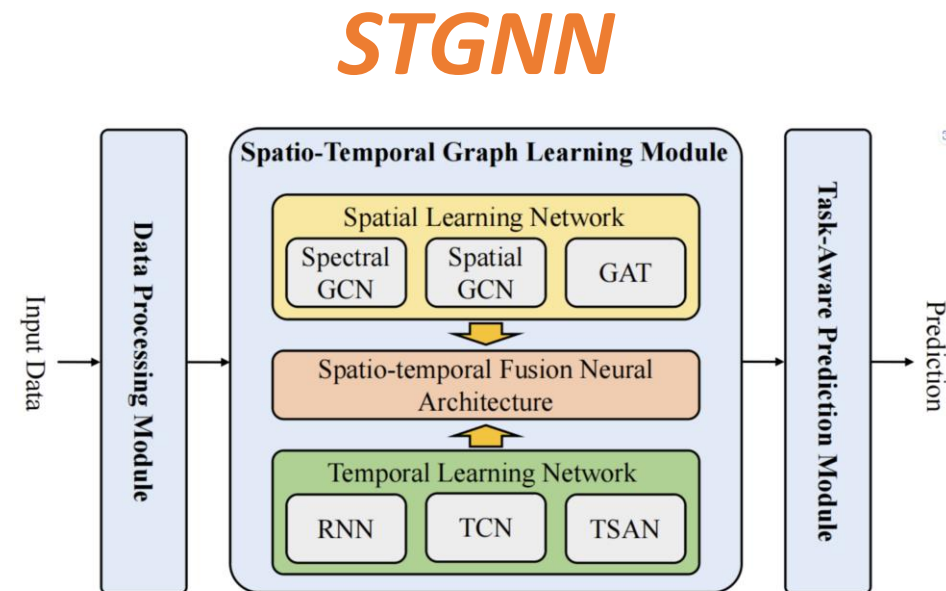 STGNN
Input Data
Data Processing Module
Spatio-Temporal Graph Learning Module
Spatial Learning Network
Spectral
GCN
Spatial
GCN
GAT
Spatio-temporal Fusion Neural
Architecture
Temporal Learning Network
RNN
TCN
TSAN
Task-Aware Prediction Module
Prediction